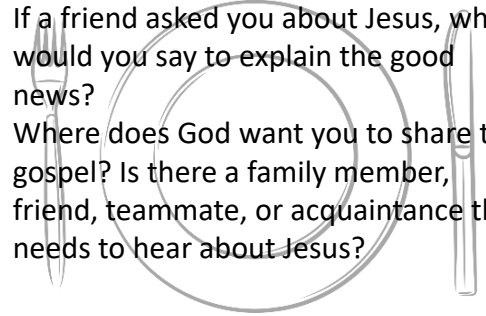 If a friend asked you about Jesus, wh
would you say to explain the good
news?
Where does God want you to share t
gospel? Is there a family member,
friend, teammate, or acquaintance th
needs to hear about Jesus?